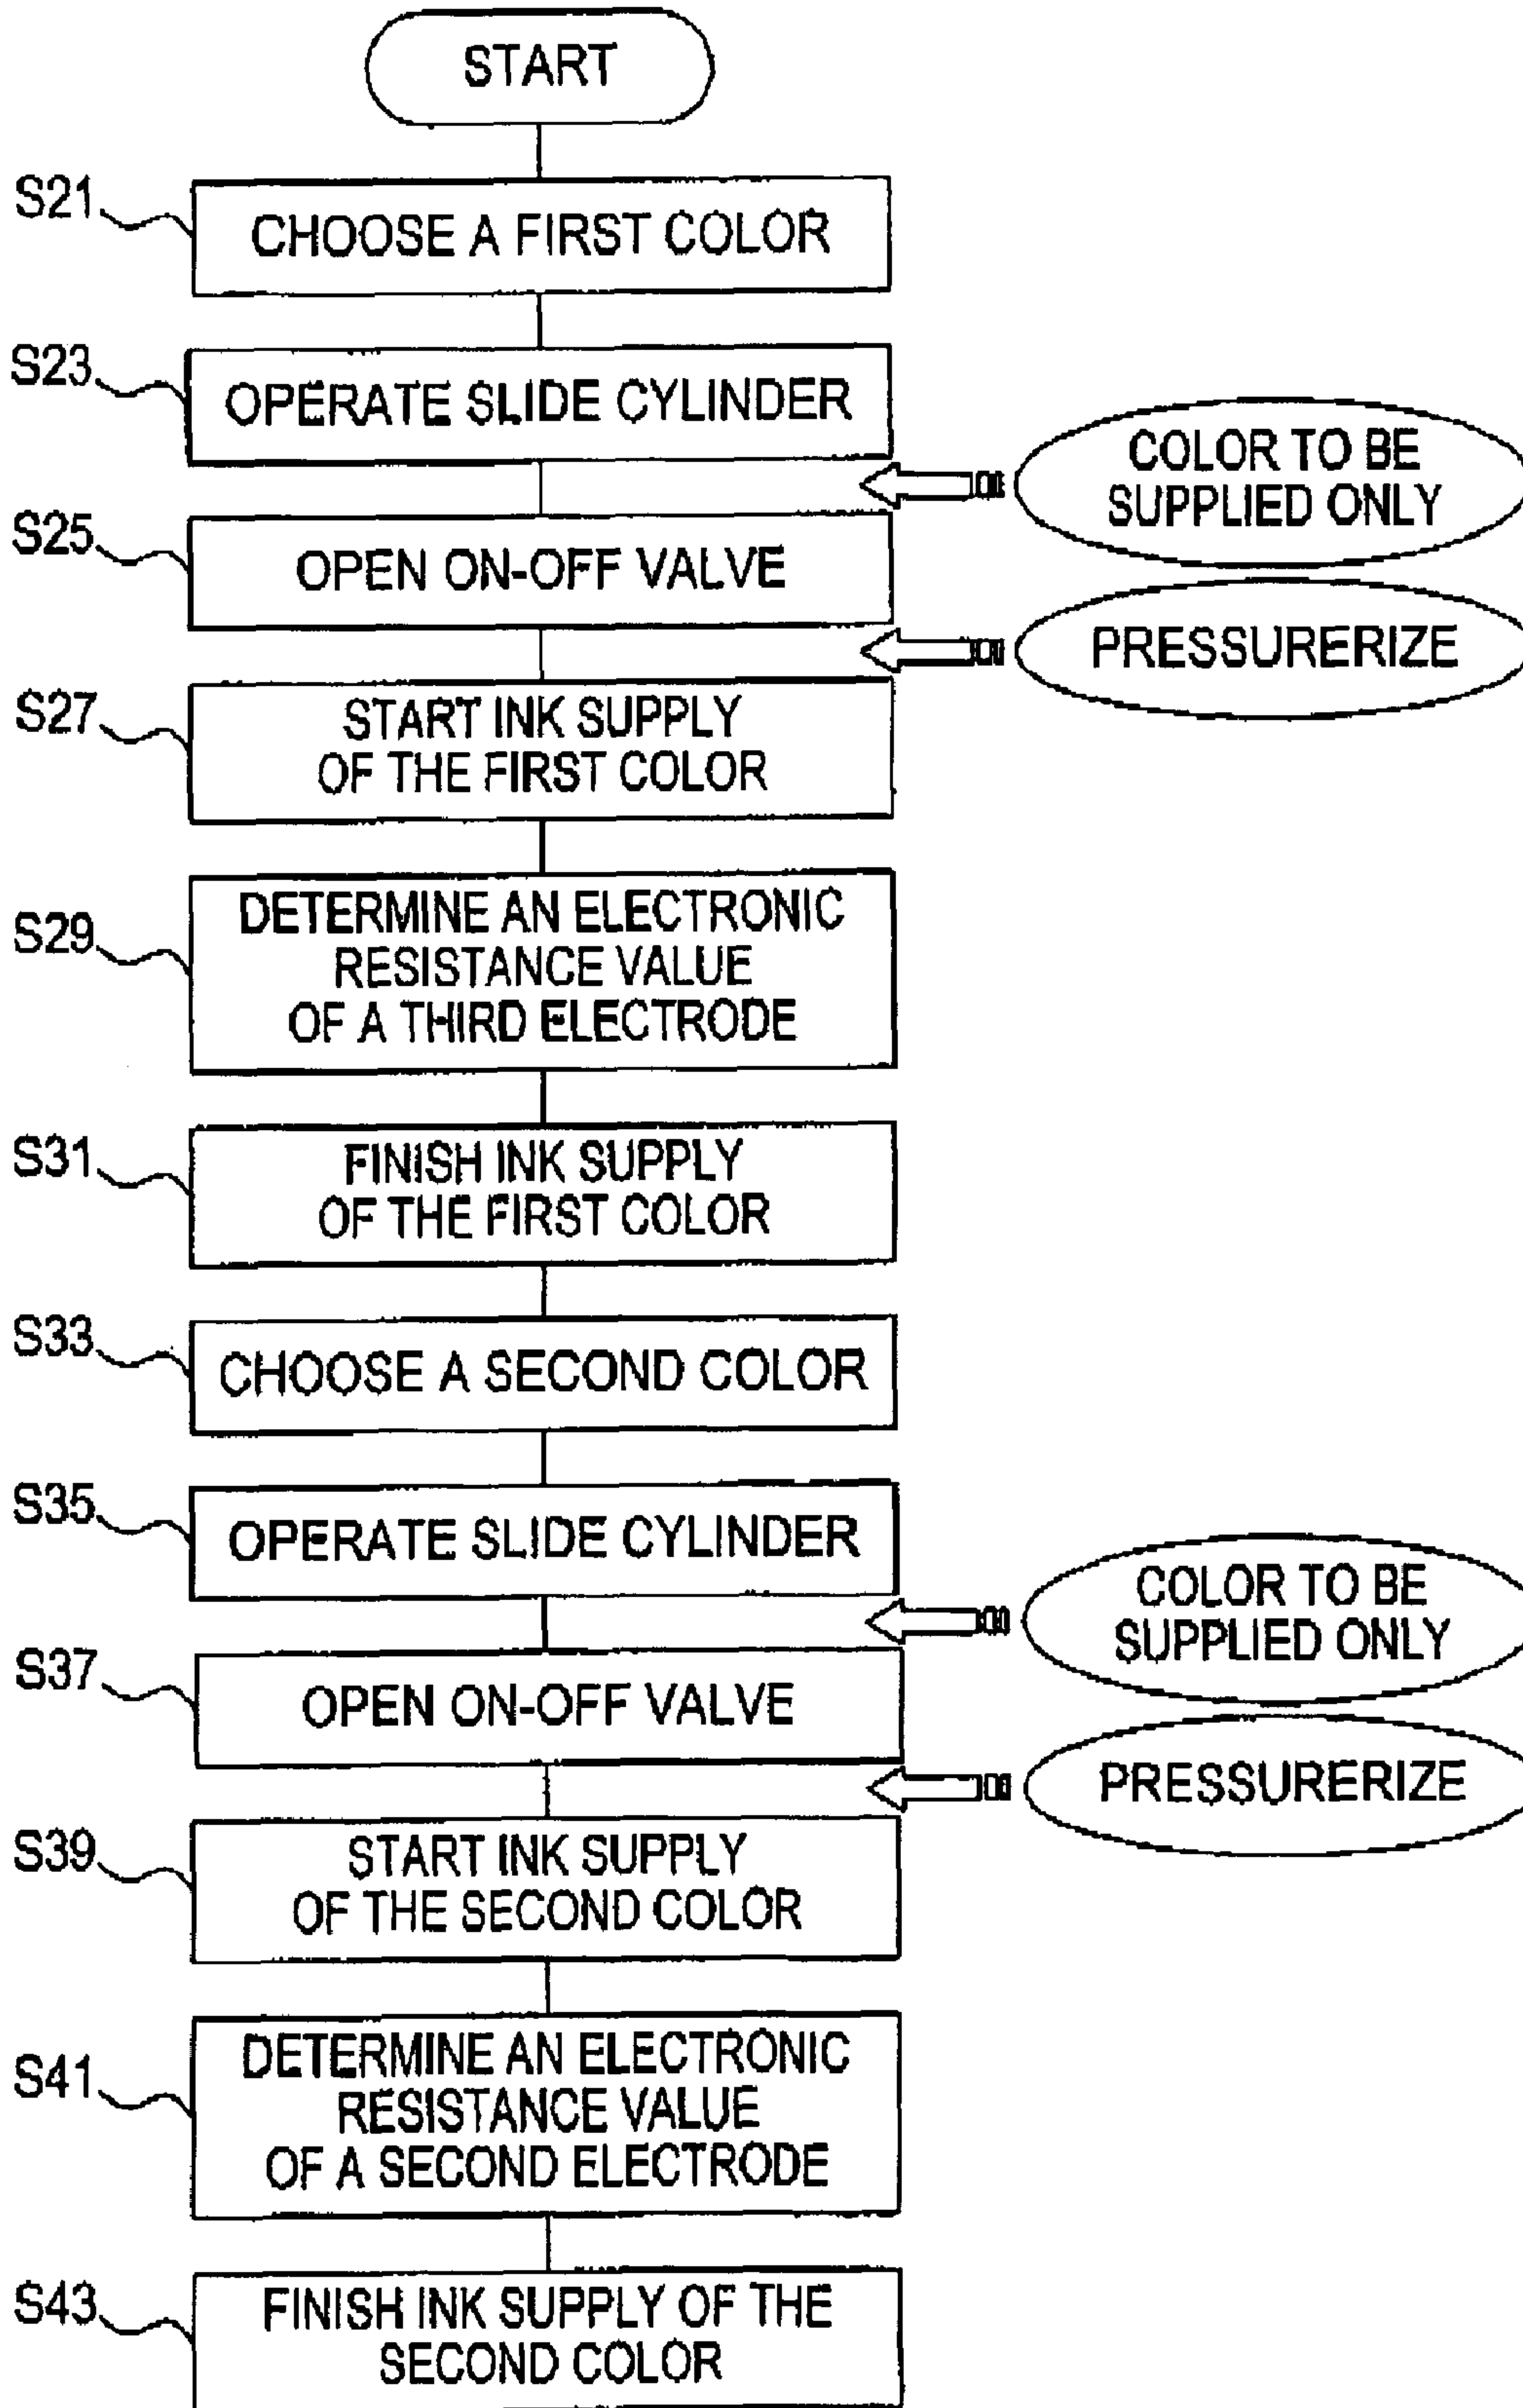 START
S21
CHOOSE A FIRST COLOR
S23
OPERATE SLIDE CYLINDER
COLOR TO BE
SUPPLIED ONLY
S25
OPEN ON-OFF VALVE
PRESSURERIZE
S27
START INK SUPPLY
OF THE FIRST COLOR
S29
DETERMINE AN ELECTRONIC
RESISTANCE VALUE
OF A THIRD ELECTRODE
S31
FINISH INK SUPPLY
OF THE FIRST COLOR
S33
CHOOSE A SECOND COLOR
S35
OPERATE SLIDE CYLINDER
COLOR TO BE
SUPPLIED ONLY
S37
OPEN ON-OFF VALVE
PRESSURERIZE
S39
START INK SUPPLY
OF THE SECOND COLOR
S41
DETERMINE AN ELECTRONIC
RESISTANCE VALUE
OF A SECOND ELECTRODE
S43
FINISH INK SUPPLY OF THE
SECOND COLOR